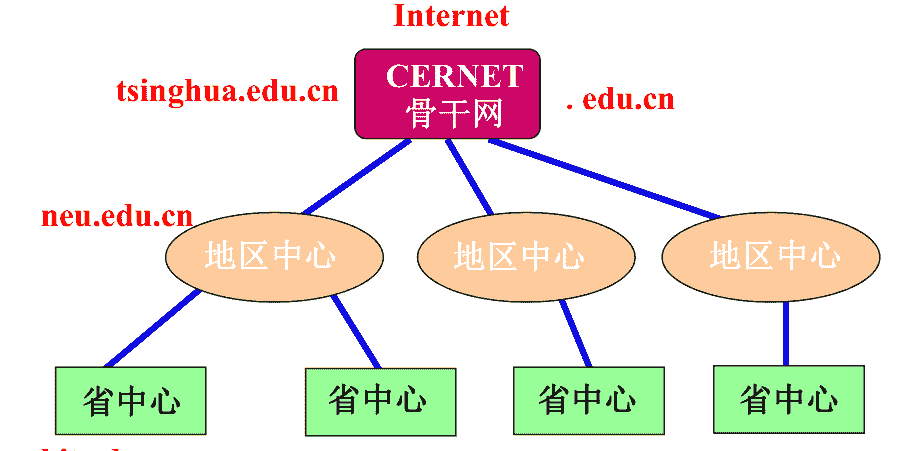 Internet
CERNET
骨干网
tsinghua.edu.cn
. edu.cn
neu.edu.cn
地区中心
地区中心
地区中心
省中心
省中心
省中心
省中心